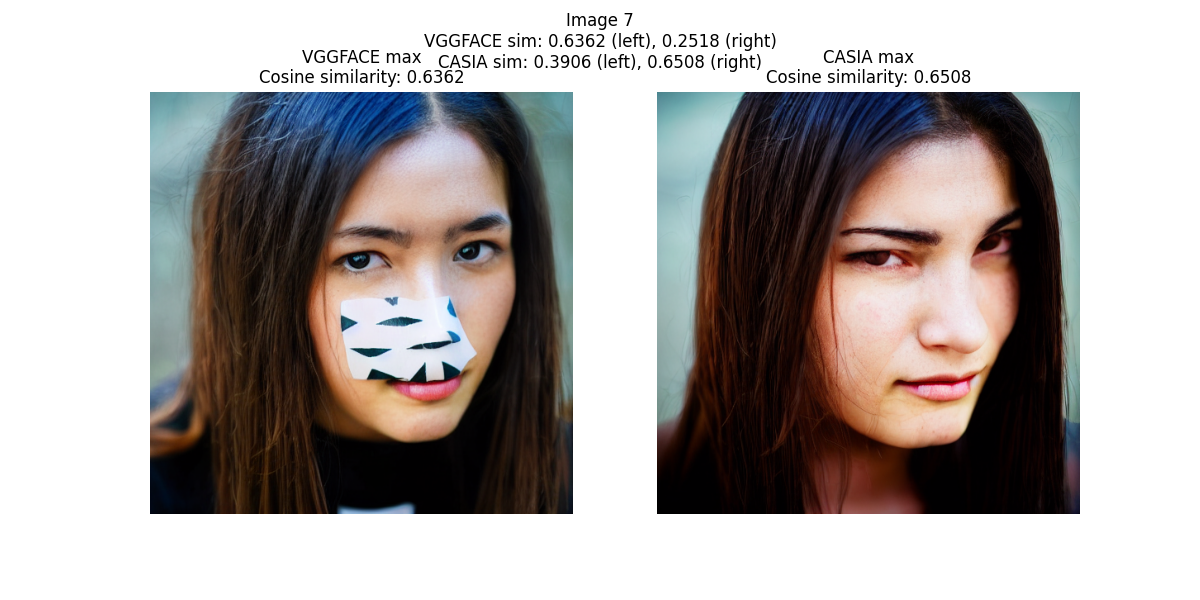 Image 7
VGGFACE sim: 0.6362 (left), 0.2518 (right)
CASIA sim: 0.3906 (left), 0.6508 (right)
VGGFACE max
Cosine similarity: 0.6362
CASIA max
Cosine similarity: 0.6508